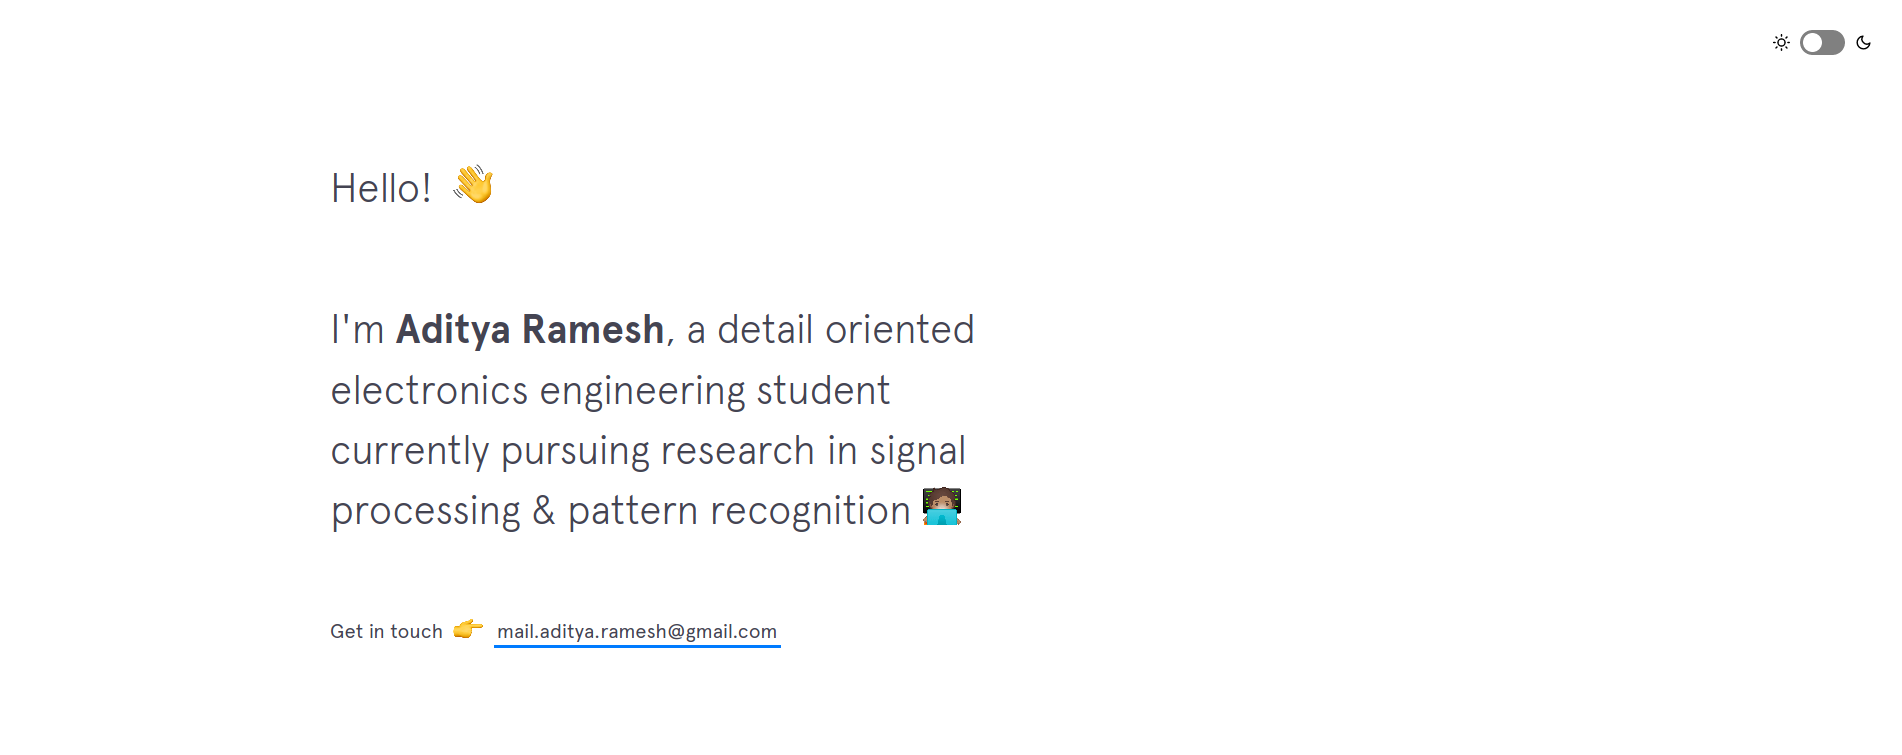 Hello! 👋
I'm Aditya Ramesh, a detail oriented
electronics engineering student
currently pursuing research in signal
processing & pattern recognition 👩🏽‍💻
Get in touch 👉 mail.aditya.ramesh@gmail.com